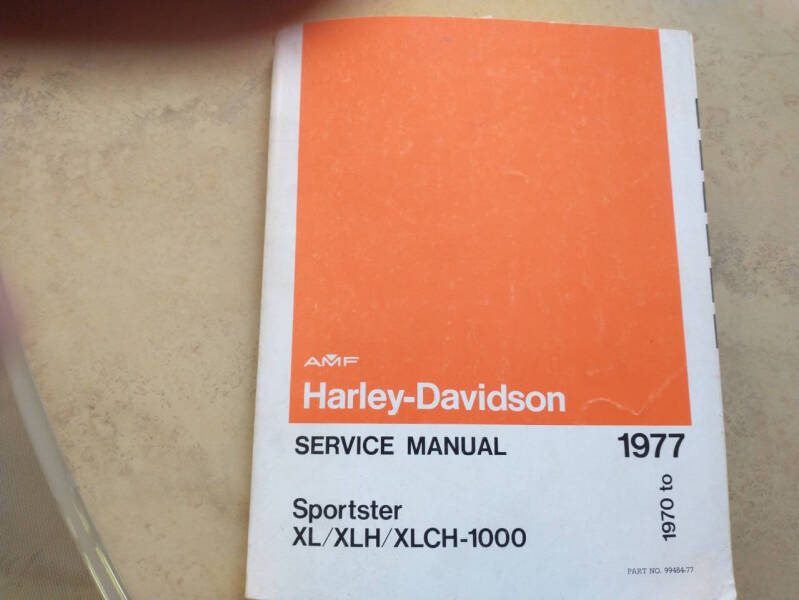 AMF
Harley-Davidson
SERVICE MANUAL 1977
1970 to
Sportster
XL/XLH/XLCH-1000
PART NO. 99484-77